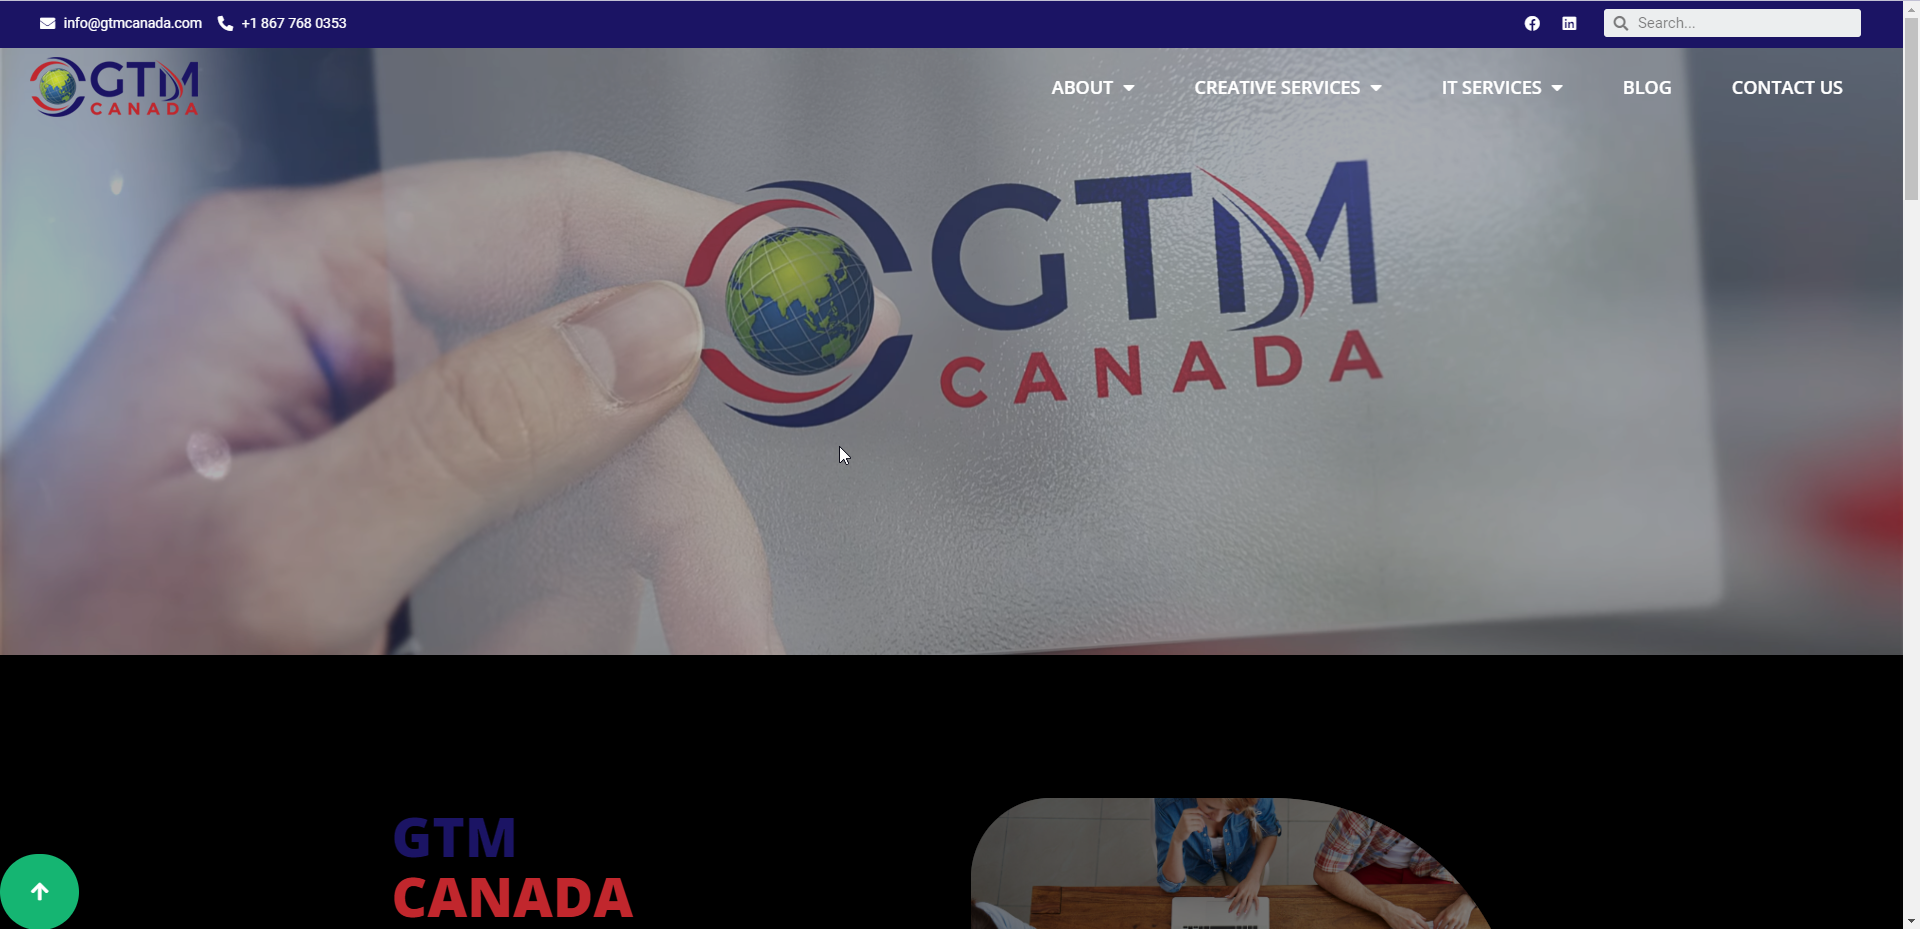 info@gtmcanada.com +1 867 768 0353 Search...
GTM
CANADA
ABOUT CREATIVE SERVICES IT SERVICES BLOG CONTACT US
GTM
CANADA
GTM
CANADA